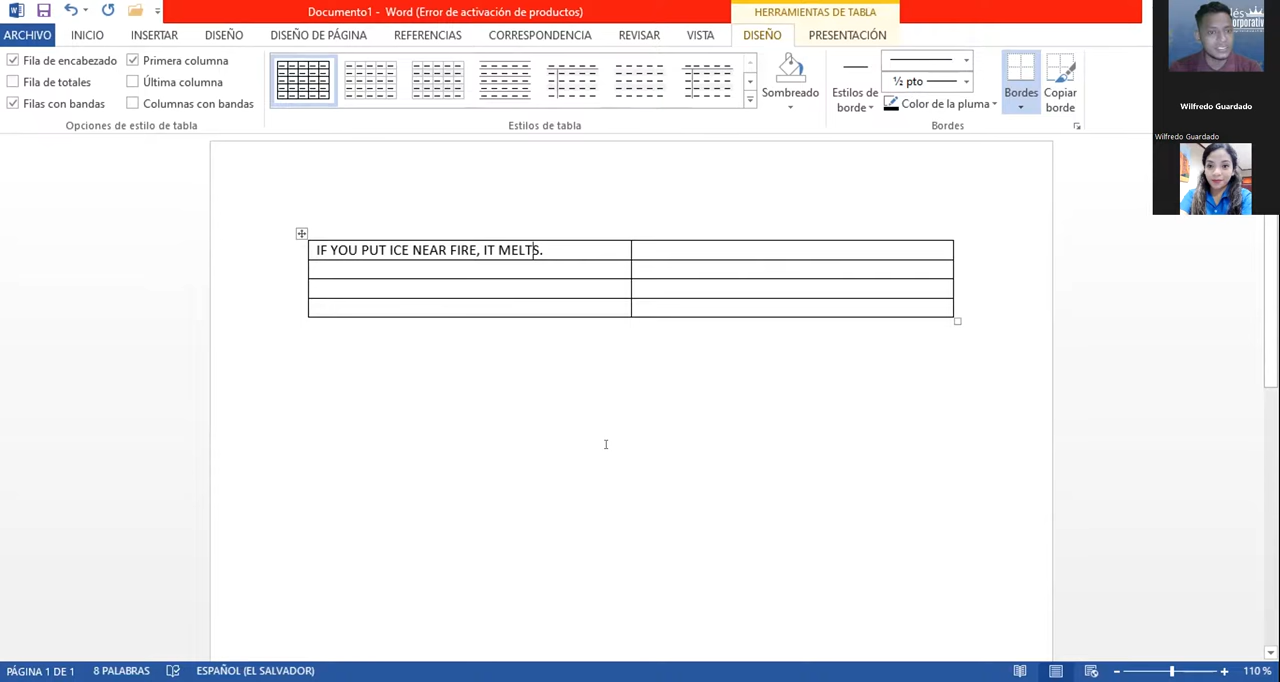 Documento1 - Word (Error de activación de productos)
HERRAMIENTAS DE TABLA
ARCHIVO INICIO INSERTAR DISEÑO DISEÑO DE PÁGINA REFERENCIAS CORRESPONDENCIA REVISAR VISTA DISEÑO PRESENTACIÓN
Fila de encabezado Primera columna
Fila de totales Última columna
Filas con bandas Columnas con bandas
Opciones de estilo de tabla
Estilos de tabla
Sombreado
Estilos de
borde
½ pto
Color de la pluma
Bordes
Copiar
borde
Bordes
Wilfredo Guardado
Wilfredo Guardado
IF YOU PUT ICE NEAR FIRE, IT MELTS.
PÁGINA 1 DE 1 8 PALABRAS ESPAÑOL (EL SALVADOR) 110 %